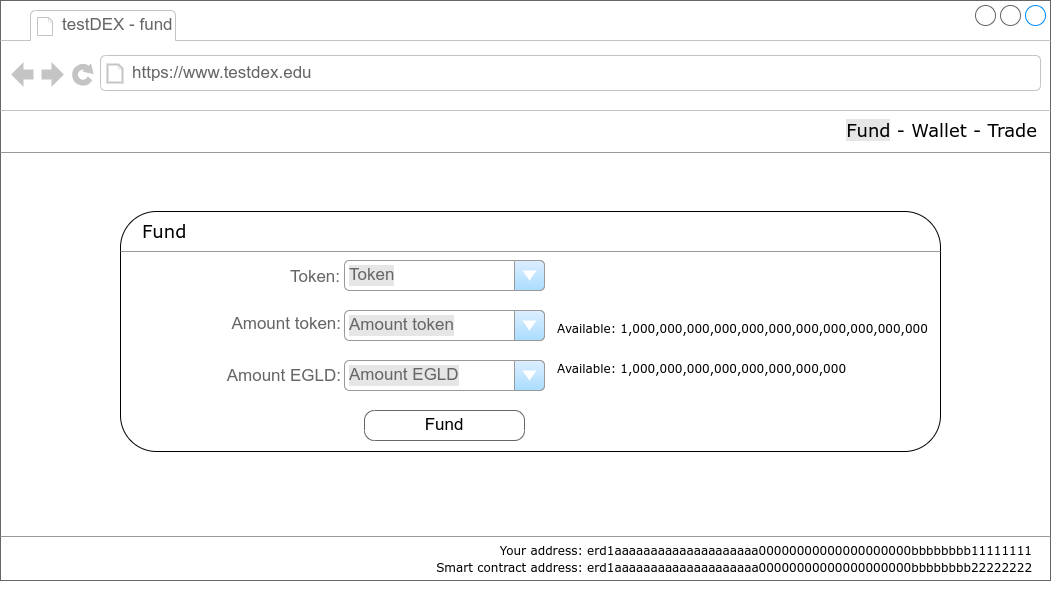 testDEX - fund
https://www.testdex.edu
Fund - Wallet - Trade
Fund
Token: Token
Amount token: Amount token Available: 1,000,000,000,000,000,000,000,000,000,000,000
Amount EGLD: Amount EGLD Available: 1,000,000,000,000,000,000,000,000
Fund
Your address: erd1aaaaaaaaaaaaaaaaaaaa00000000000000000000bbbbbbbb11111111
Smart contract address: erd1aaaaaaaaaaaaaaaaaaaa00000000000000000000bbbbbbbb22222222